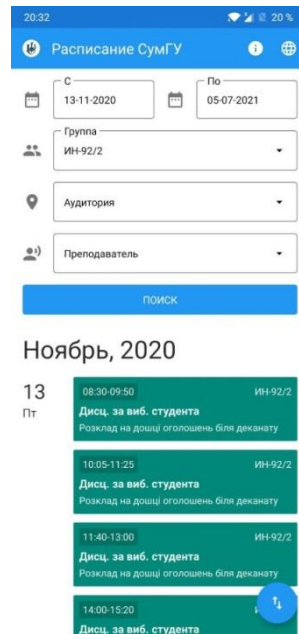 20:32
20 %
Расписание СумГУ
С
13-11-2020
По
05-07-2021
Группа
ИН-92/2
Аудитория
Преподаватель
ПОИСК
Ноябрь, 2020
13
Пт
08:30-09:50
ИН-92/2
Дисц. за виб. студента
Розклад на дошці оголошень біля деканату
10:05-11:25
ИН-92/2
Дисц. за виб. студента
Розклад на дошці оголошень біля деканату
11:40-13:00
ИН-92/2
Дисц. за виб. студента
Розклад на дошці оголошень біля деканату
14:00-15:20
Дисц. за виб. студента